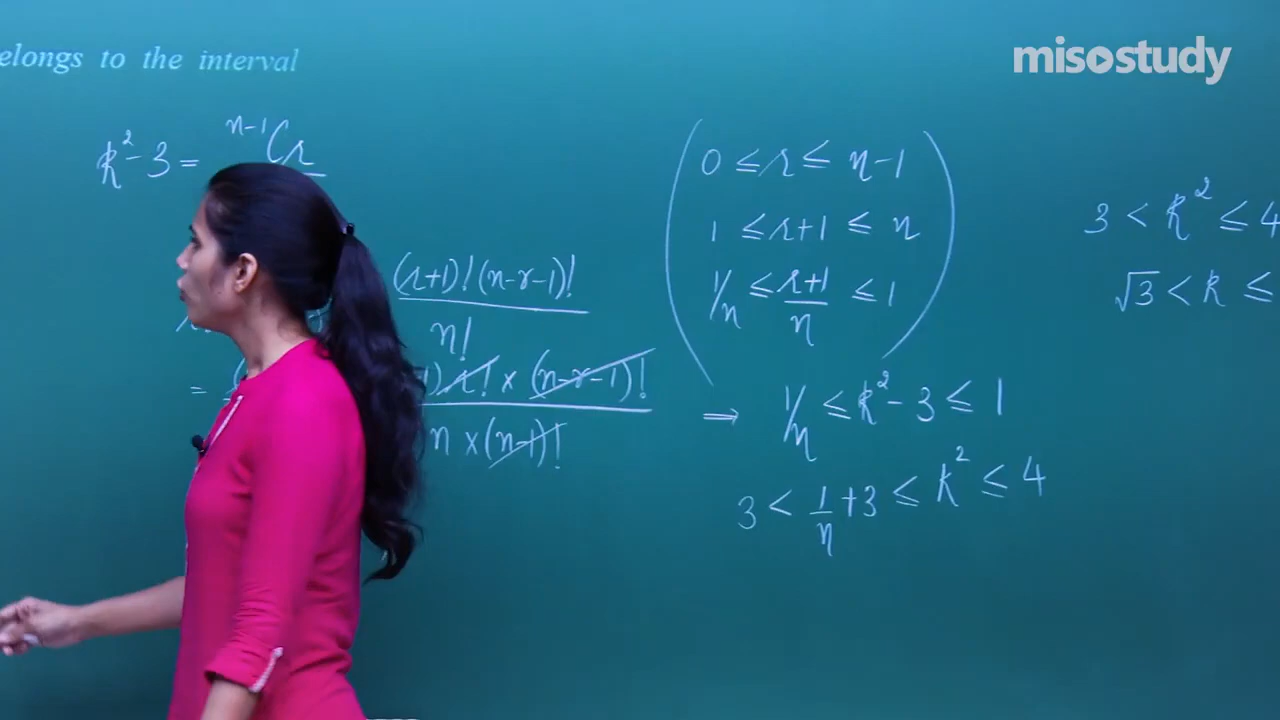 elongs to the interval
misostudy
k² - 3 = ⁿ⁻¹Cr
(r+1)! (n-r-1)!
n!
= 1) r! × (n-r-1)!
n × (n-1)!
0 ≤ r ≤ n-1
1 ≤ r+1 ≤ n
1/n ≤ r+1/n ≤ 1
⇒ 1/n ≤ k² - 3 ≤ 1
3 < 1/n + 3 ≤ k² ≤ 4
3 < k² ≤ 4
√3 < k ≤